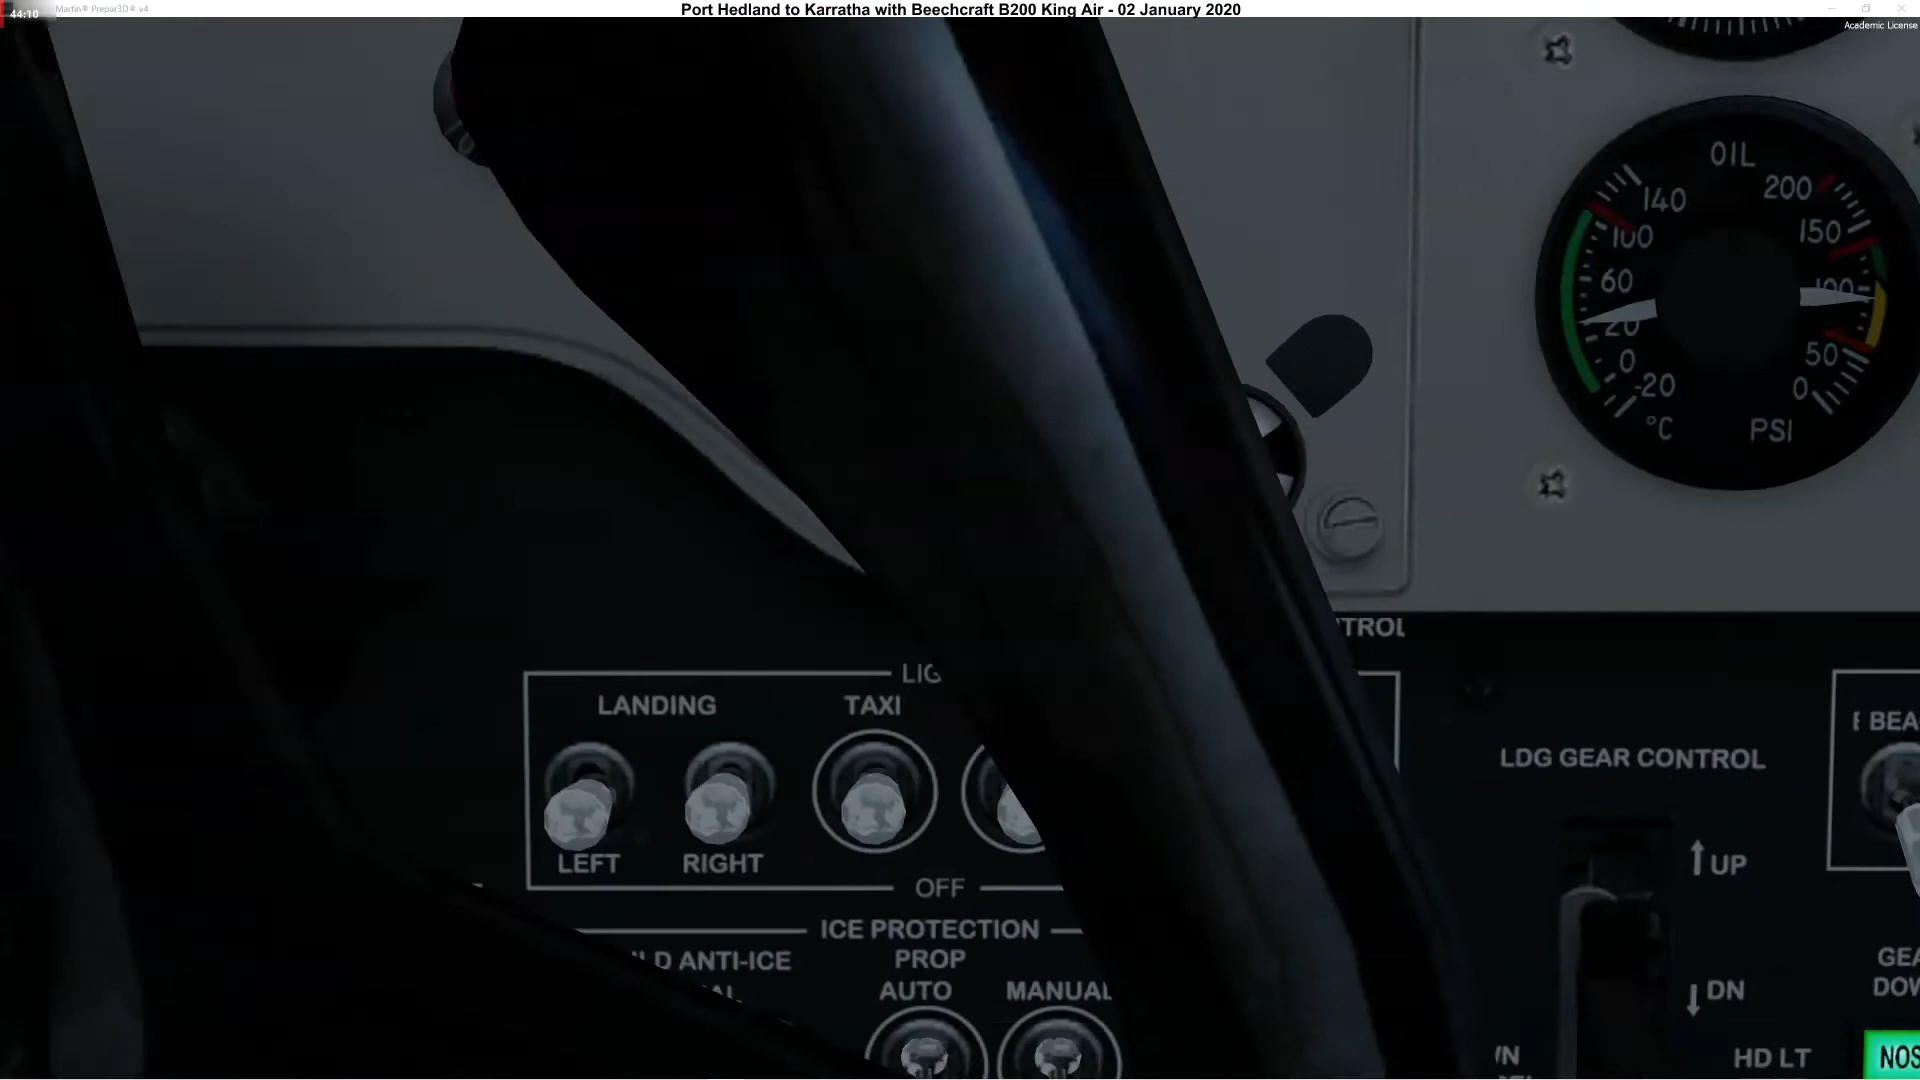 44:10
Martin® Prepar3D® v4
Port Hedland to Karratha with Beechcraft B200 King Air - 02 January 2020
Academic License
OIL
140
200
100
150
60
100
20
50
0
0
-20
°C
PSI
TROL
LIG
LANDING
TAXI
BEA
LDG GEAR CONTROL
LEFT
RIGHT
UP
OFF
ICE PROTECTION
LD ANTI-ICE
PROP
GEA
AUTO
MANUAL
DN
DOW
HD LT
NOS